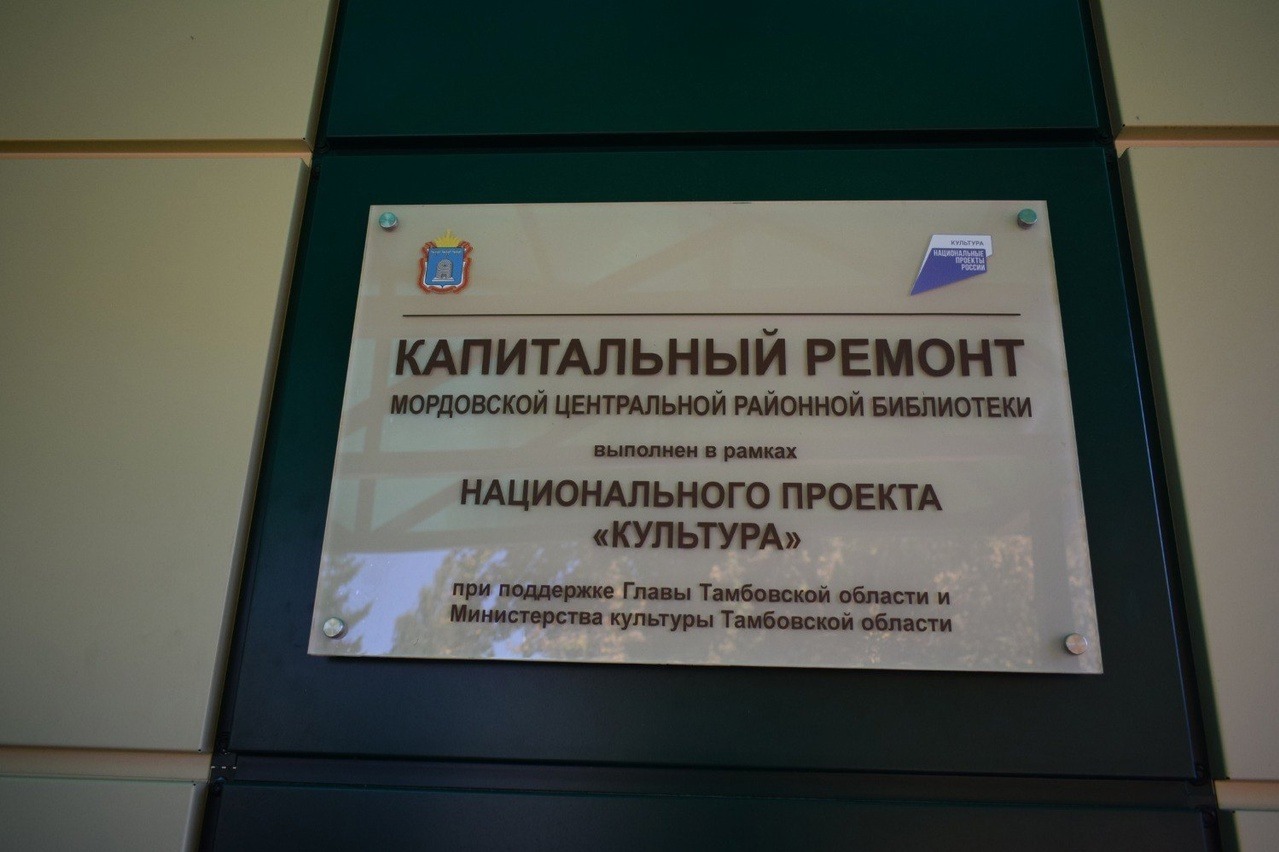 КУЛЬТУРА
НАЦИОНАЛЬНЫЕ
ПРОЕКТЫ
РОССИИ
КАПИТАЛЬНЫЙ РЕМОНТ
МОРДОВСКОЙ ЦЕНТРАЛЬНОЙ РАЙОННОЙ БИБЛИОТЕКИ
выполнен в рамках
НАЦИОНАЛЬНОГО ПРОЕКТА
«КУЛЬТУРА»
при поддержке Главы Тамбовской области и
Министерства культуры Тамбовской области